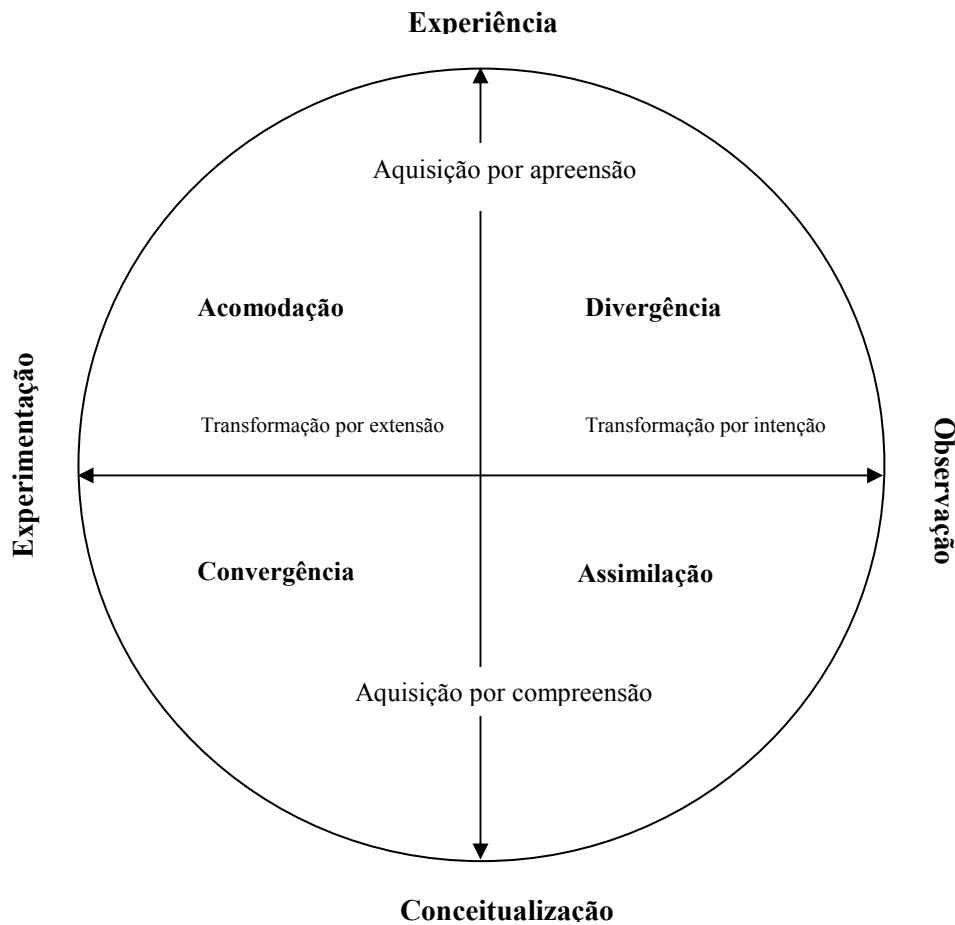 Experiência
Aquisição por apreensão
Acomodação
Divergência
Experimentação
Transformação por extensão
Transformação por intenção
Observação
Convergência
Assimilação
Aquisição por compreensão
Conceitualização